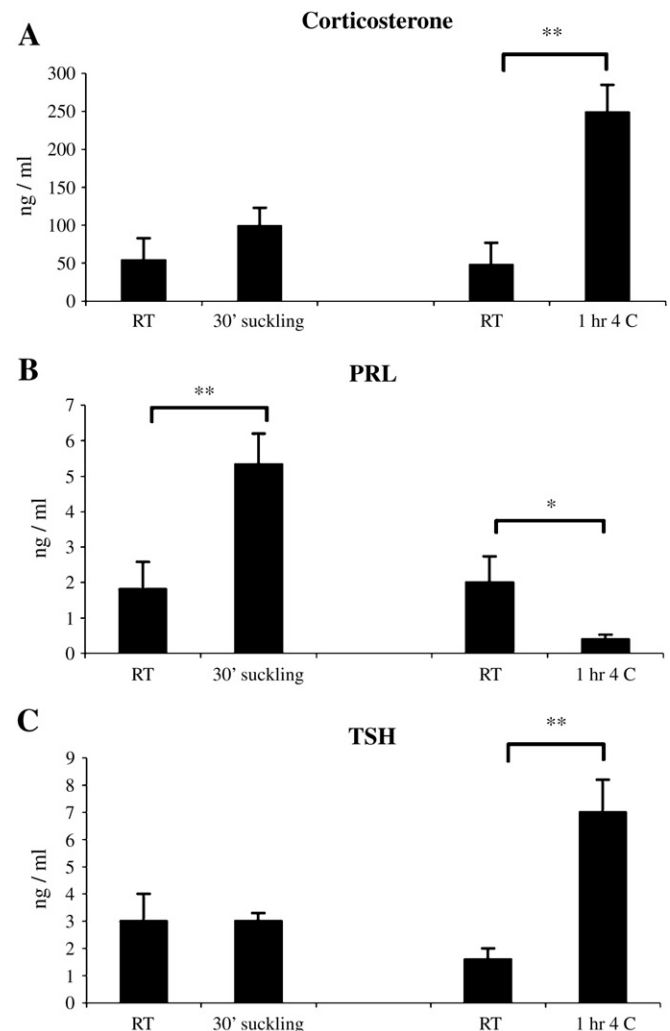 A
Corticosterone
**
300
250
200
150
100
50
0
ng / ml
RT
30' suckling
RT
1 hr 4 C
B
PRL
**
*
7
6
5
4
3
2
1
0
ng / ml
RT
30' suckling
RT
1 hr 4 C
C
TSH
**
9
8
7
6
5
4
3
2
1
0
ng / ml
RT
30' suckling
RT
1 hr 4 C